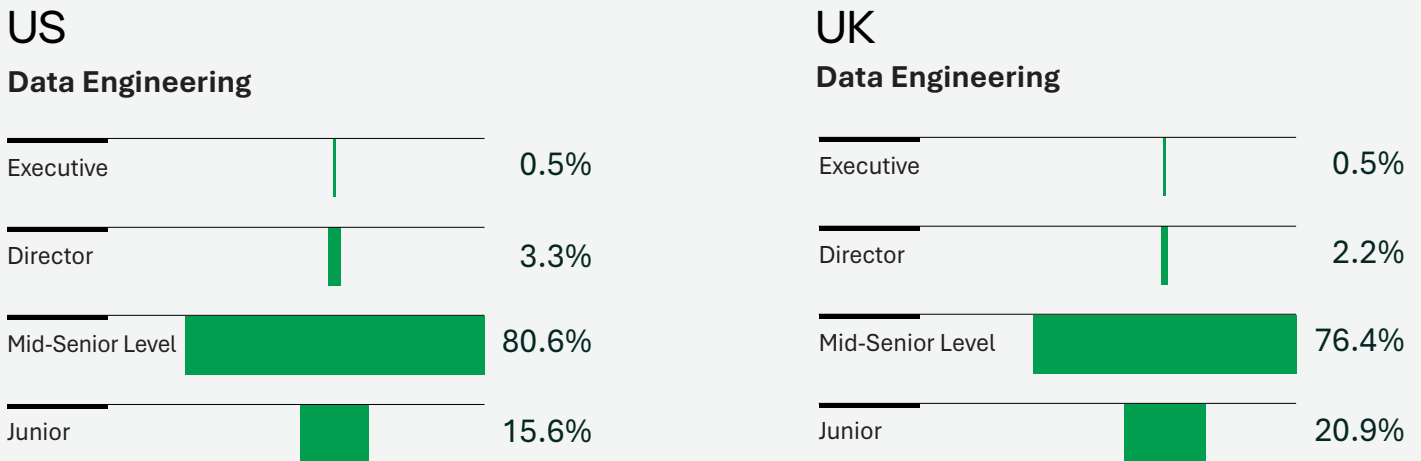 US
Data Engineering
Executive 0.5%
Director 3.3%
Mid-Senior Level 80.6%
Junior 15.6%
UK
Data Engineering
Executive 0.5%
Director 2.2%
Mid-Senior Level 76.4%
Junior 20.9%